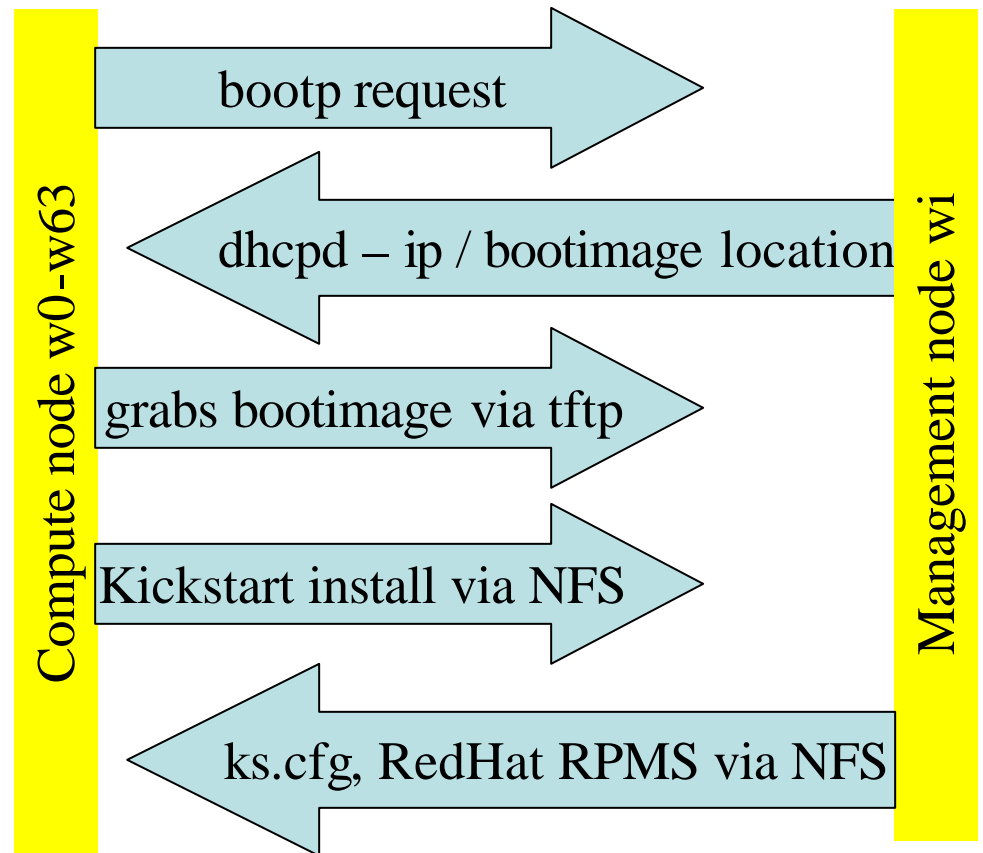 Compute node w0-w63
bootp request
dhcpd – ip / bootimage location
grabs bootimage via tftp
Kickstart install via NFS
ks.cfg, RedHat RPMS via NFS
Management node wi